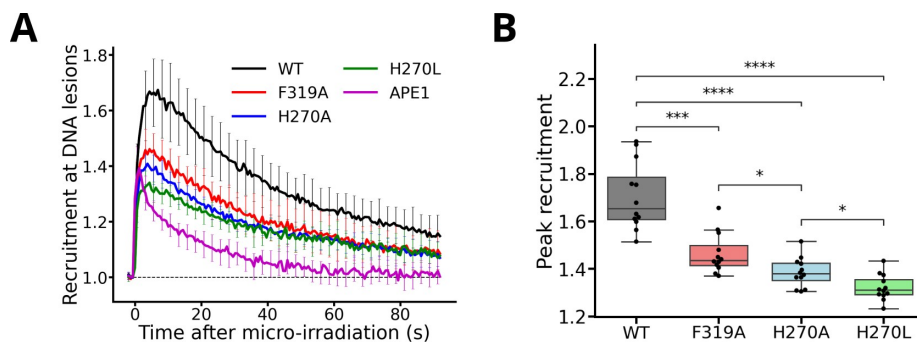 A
Recruitment at DNA lesions
1.8
1.6
1.4
1.2
1.0
WT
F319A
H270A
H270L
APE1
0 20 40 60 80
Time after micro-irradiation (s)
B
Peak recruitment
2.2
2.0
1.8
1.6
1.4
1.2
****
****
***
*
*
WT F319A H270A H270L